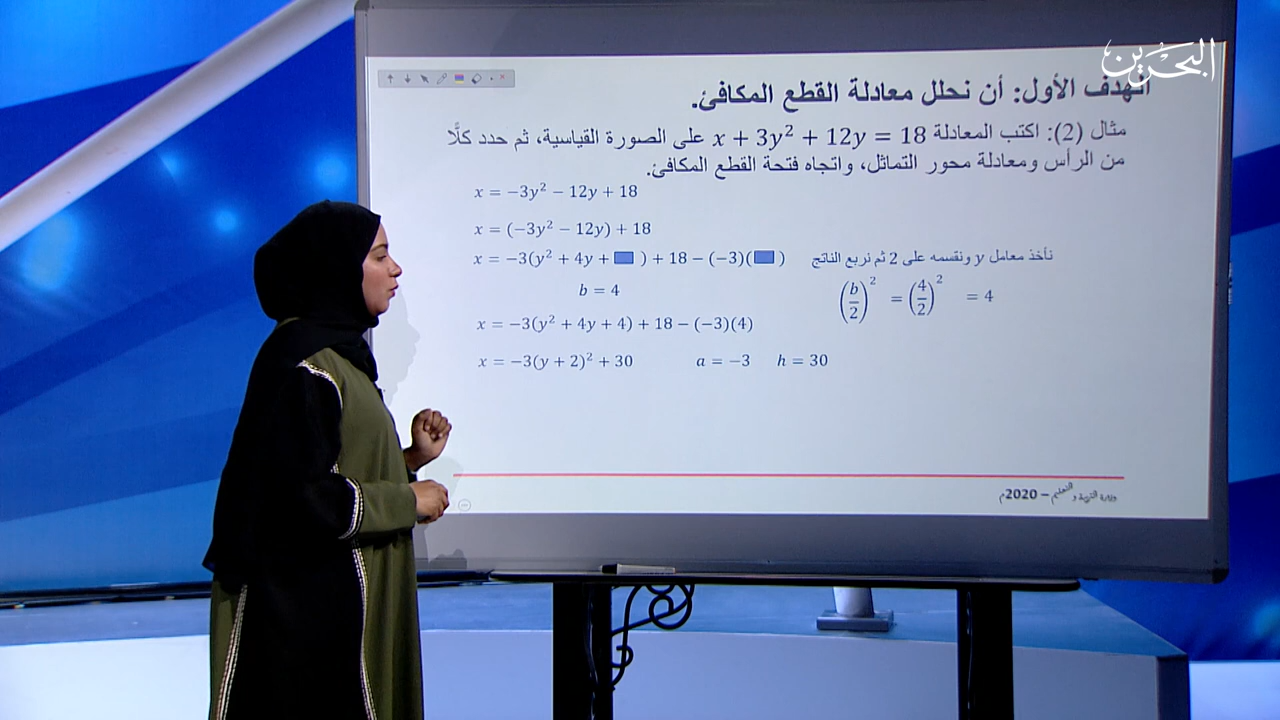 البحرين
الهدف الأول: أن نحلل معادلة القطع المكافئ.
مثال (2): اكتب المعادلة x + 3y² + 12y = 18 على الصورة القياسية، ثم حدد كلًّا
من الرأس ومعادلة محور التماثل، واتجاه فتحة القطع المكافئ.
x = −3y² − 12y + 18
x = (−3y² − 12y) + 18
x = −3(y² + 4y + ) + 18 − (−3)( ) نأخذ معامل y ونقسمه على 2 ثم نربع الناتج
b = 4 (b/2)² = (4/2)² = 4
x = −3(y² + 4y + 4) + 18 − (−3)(4)
x = −3(y + 2)² + 30 a = −3 h = 30
وزارة التربية والتعليم – 2020م